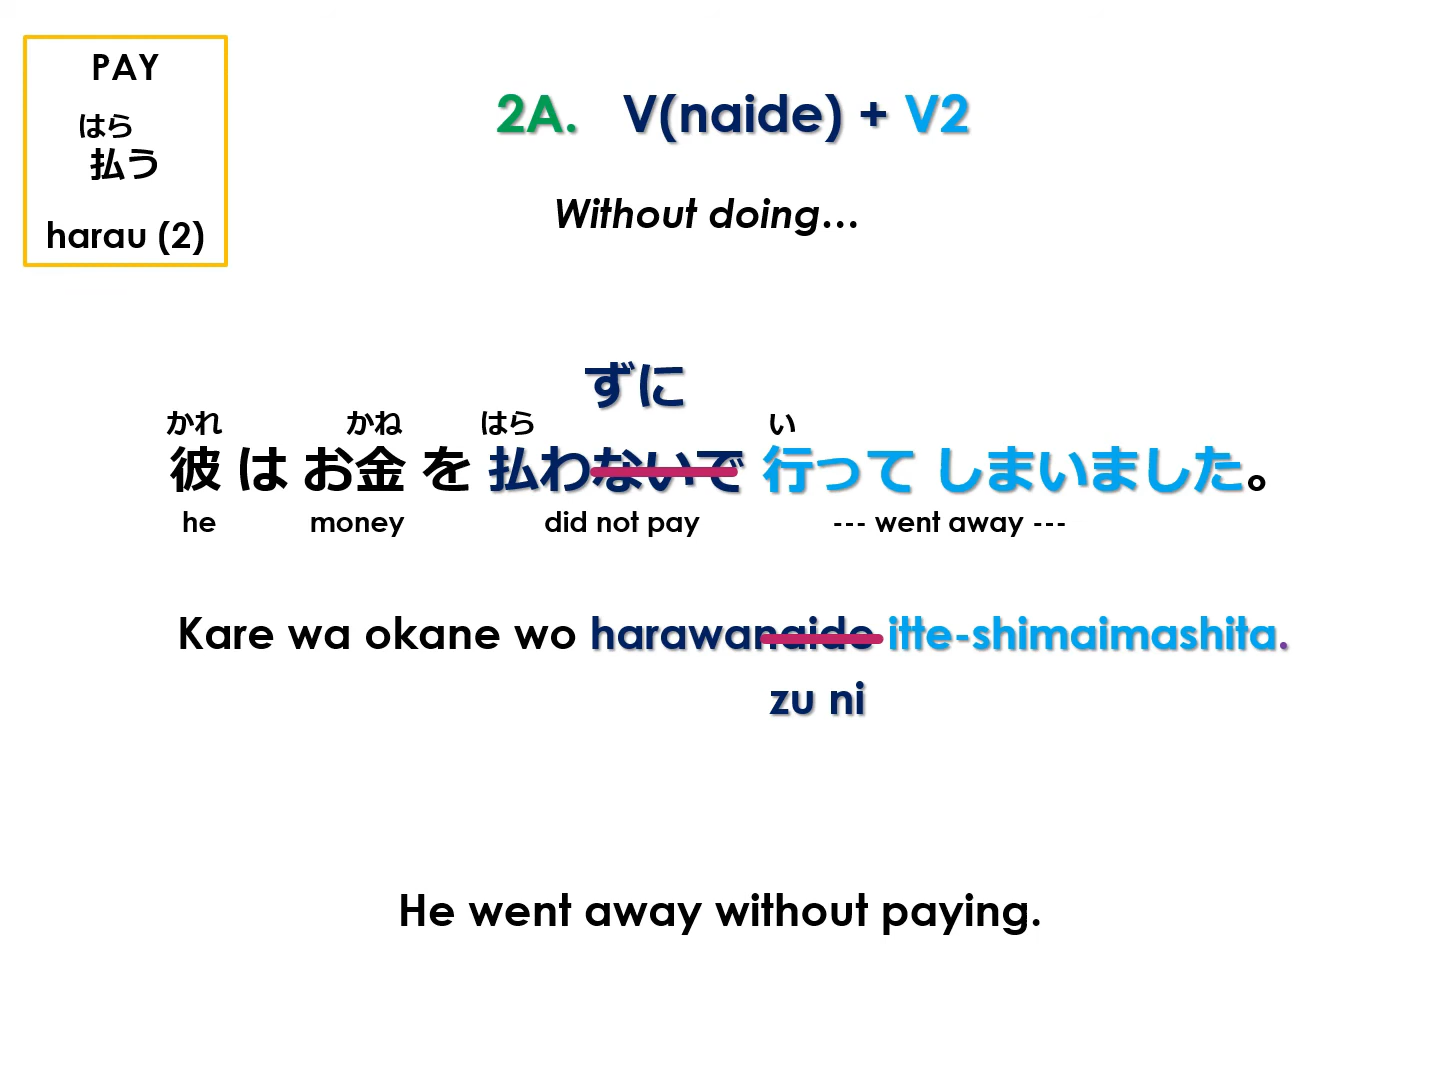 PAY
はら
払う
harau (2)
2A. V(naide) + V2
Without doing…
ずに
かれ かね はら い
彼 は お金 を 払わないで 行って しまいました。
he money did not pay --- went away ---
Kare wa okane wo harawanaide itte-shimaimashita.
zu ni
He went away without paying.